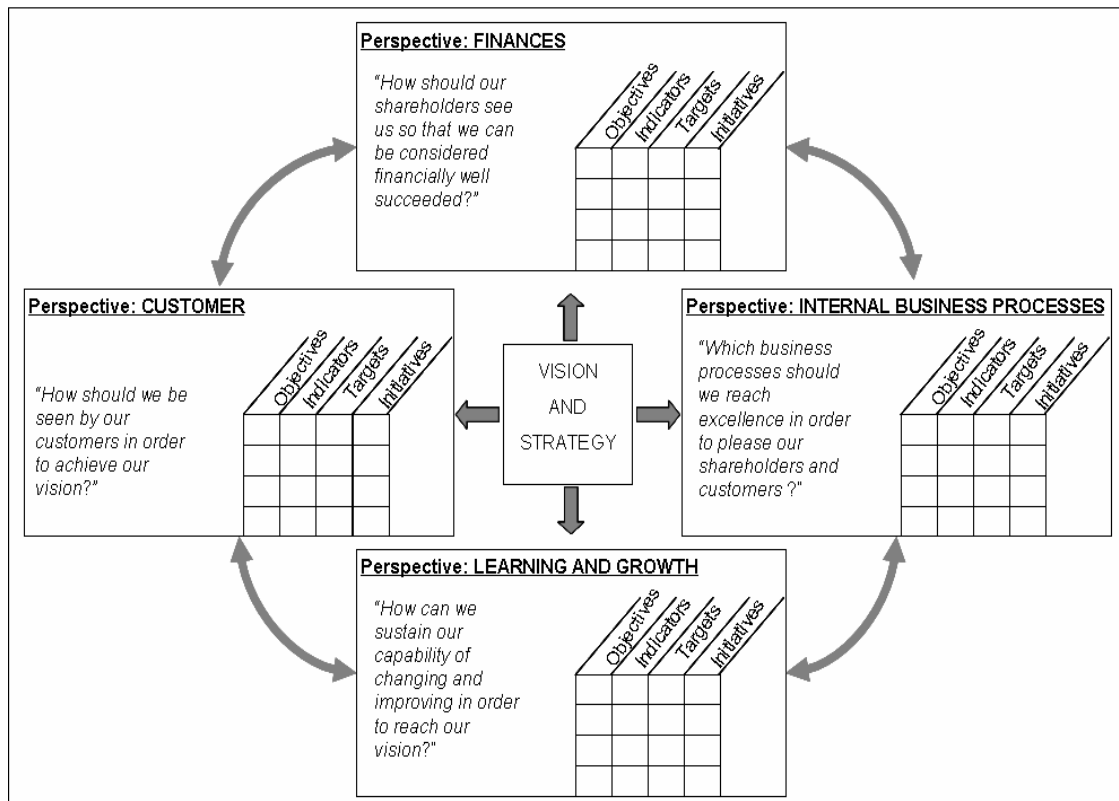 Perspective: FINANCES
“How should our
shareholders see
us so that we can
be considered
financially well
succeeded?”
Objectives
Indicators
Targets
Initiatives
Perspective: CUSTOMER
“How should we be
seen by our
customers in order
to achieve our
vision?”
Objectives
Indicators
Targets
Initiatives
VISION
AND
STRATEGY
Perspective: INTERNAL BUSINESS PROCESSES
“Which business
processes should
we reach
excellence in order
to please our
shareholders and
customers ?”
Objectives
Indicators
Targets
Initiatives
Perspective: LEARNING AND GROWTH
“How can we
sustain our
capability of
changing and
improving in order
to reach our
vision?”
Objectives
Indicators
Targets
Initiatives